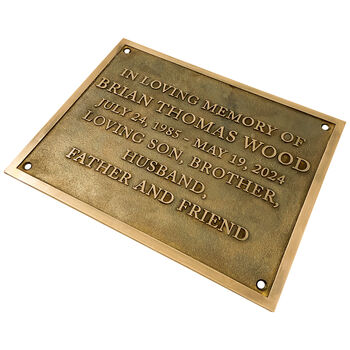 IN LOVING MEMORY OF
BRIAN THOMAS WOOD
JULY 24, 1985 - MAY 19, 2024
LOVING SON, BROTHER,
HUSBAND,
FATHER AND FRIEND